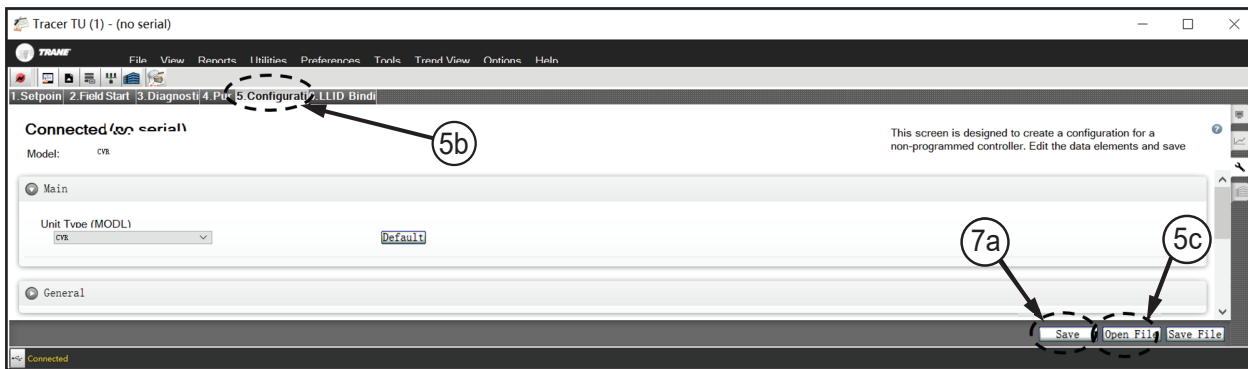 Tracer TU (1) - (no serial)
TRANE
File View Reports Utilities Preferences Tools Trend View Options Help
1.Setpoin 2.Field Start 3.Diagnosti 4.Pur 5.Configurati .LLID Bindi
5b
Connected (no serial)
This screen is designed to create a configuration for a
non-programmed controller. Edit the data elements and save
Model: CVR
Main
Unit Type (MODL)
CVR
Default
7a
5c
General
Save Open File Save File
Connected